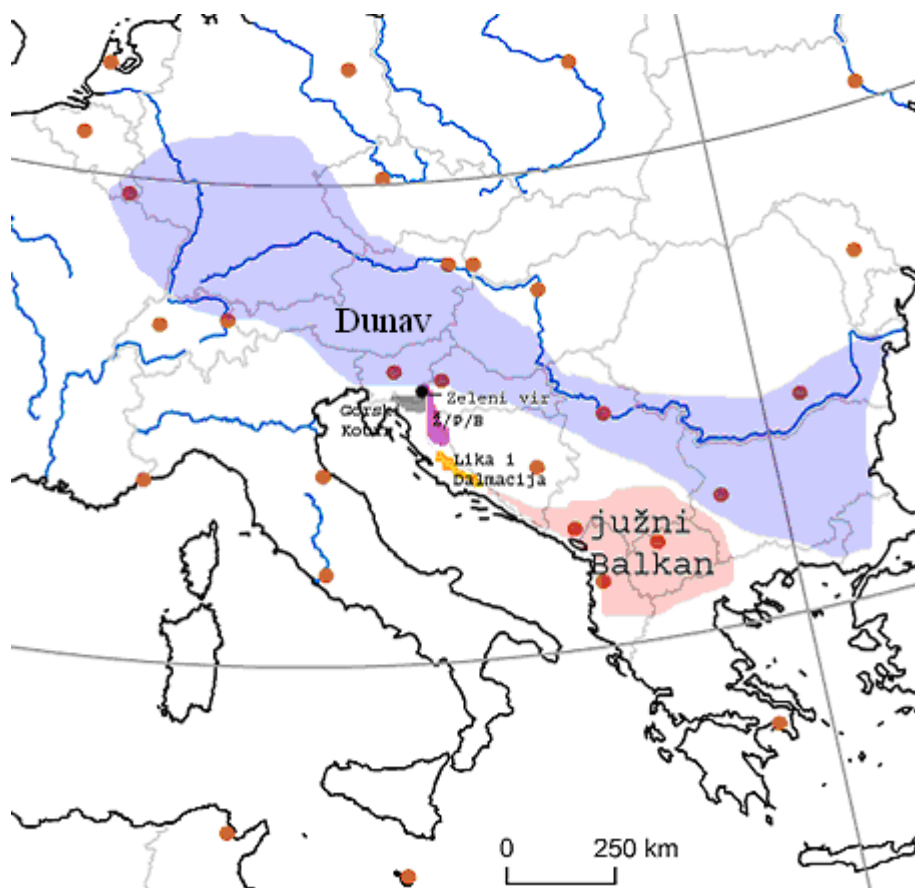 Dunav
Zeleni vir
Gorski
Kotar
Ž/P/B
Lika i
Dalmacija
južni
Balkan
0 250 km